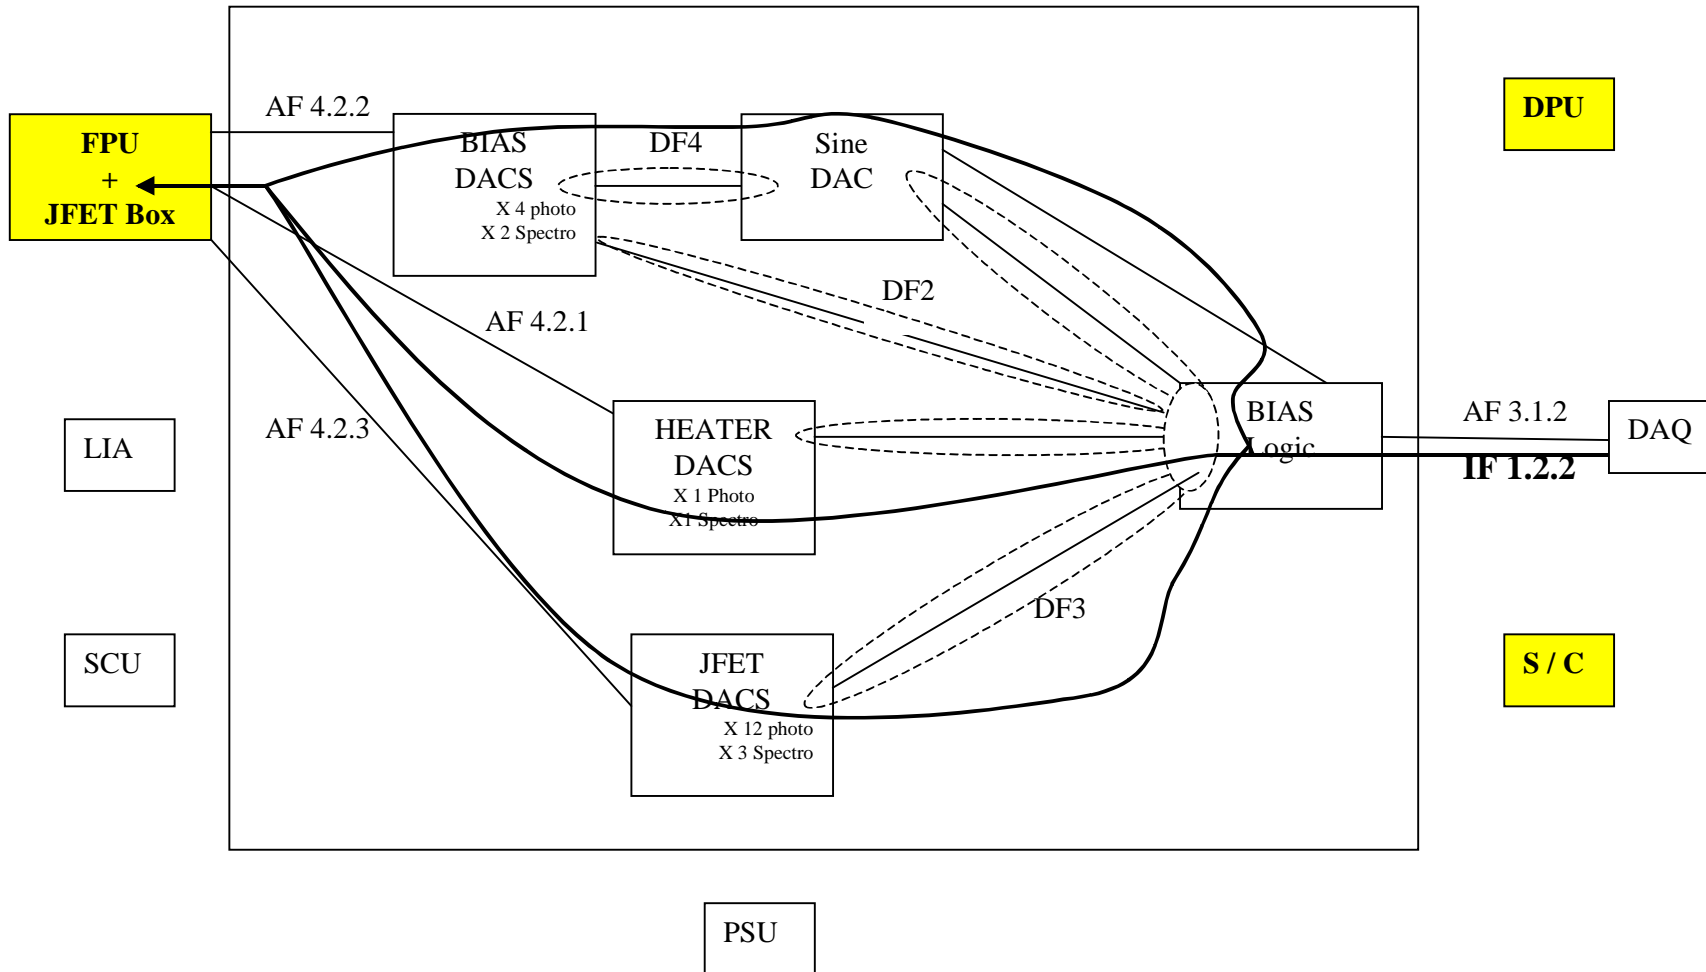 AF 4.2.2
DPU
FPU
+
JFET Box
BIAS
DACS
X 4 photo
X 2 Spectro
DF4
Sine
DAC
DF2
AF 4.2.1
LIA
AF 4.2.3
HEATER
DACS
X 1 Photo
X1 Spectro
BIAS
Logic
AF 3.1.2
IF 1.2.2
DAQ
DF3
SCU
JFET
DACS
X 12 photo
X 3 Spectro
S / C
PSU